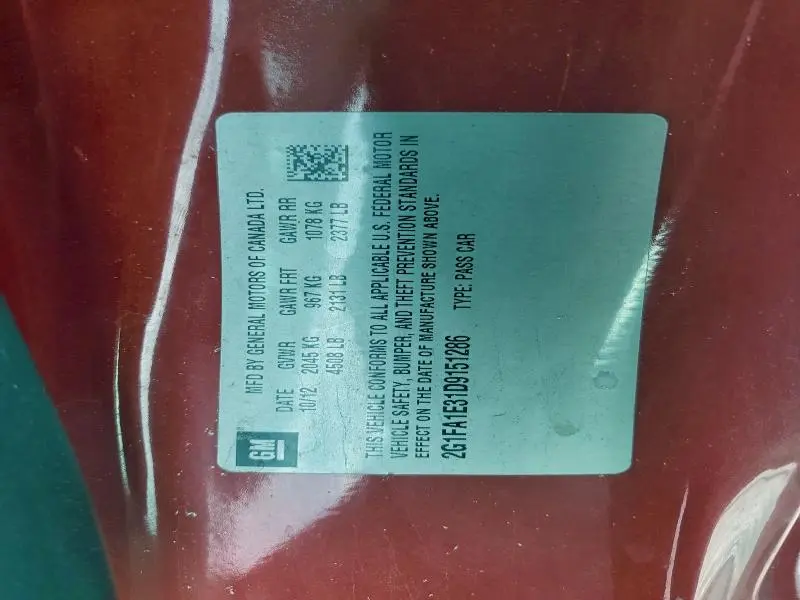 GM
MFD BY GENERAL MOTORS OF CANADA LTD.
DATE GVWR GAWR FRT GAWR RR
10/12 2045 KG 967 KG 1078 KG
4508 LB 2131 LB 2377 LB
THIS VEHICLE CONFORMS TO ALL APPLICABLE U.S. FEDERAL MOTOR
VEHICLE SAFETY, BUMPER, AND THEFT PREVENTION STANDARDS IN
EFFECT ON THE DATE OF MANUFACTURE SHOWN ABOVE.
2G1FA1E31D9151286 TYPE: PASS CAR